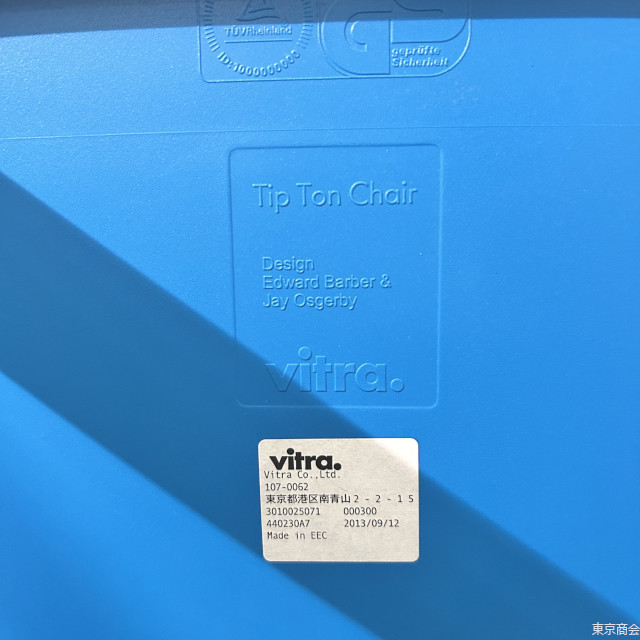 TÜVRheinland
ID:1000000000
geprüfte
Sicherheit
Tip Ton Chair
Design
Edward Barber &
Jay Osgerby
vitra.
vitra.
Vitra Co.,Ltd.
107-0062
東京都港区南青山2-2-15
3010025071 000300
440230A7 2013/09/12
Made in EEC
東京商会